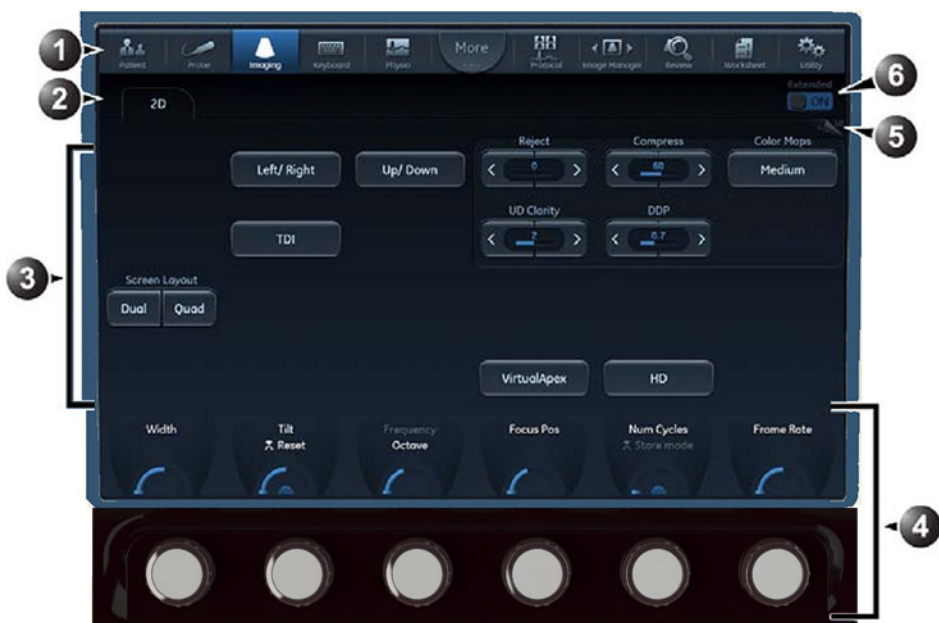 1
Patient
Probe
Imaging
Keyboard
Physio
More
Protocol
Image Manager
Review
Worksheet
Utility
6
2
2D
Extended
ON
5
Reject
Compress
Color Maps
Left/ Right
Up/ Down
0
68
Medium
UD Clarity
DDP
TDI
2
0.7
3
Screen Layout
Dual
Quad
VirtualApex
HD
Width
Tilt
Frequency
Focus Pos
Num Cycles
Frame Rate
Reset
Octave
Store mode
4